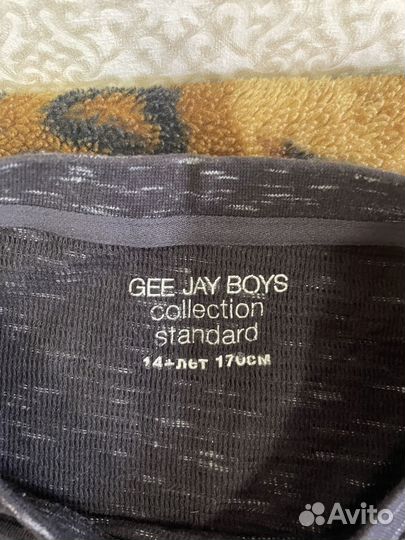 GEE JAY BOYS
collection
standard
14+лет 170см
Avito